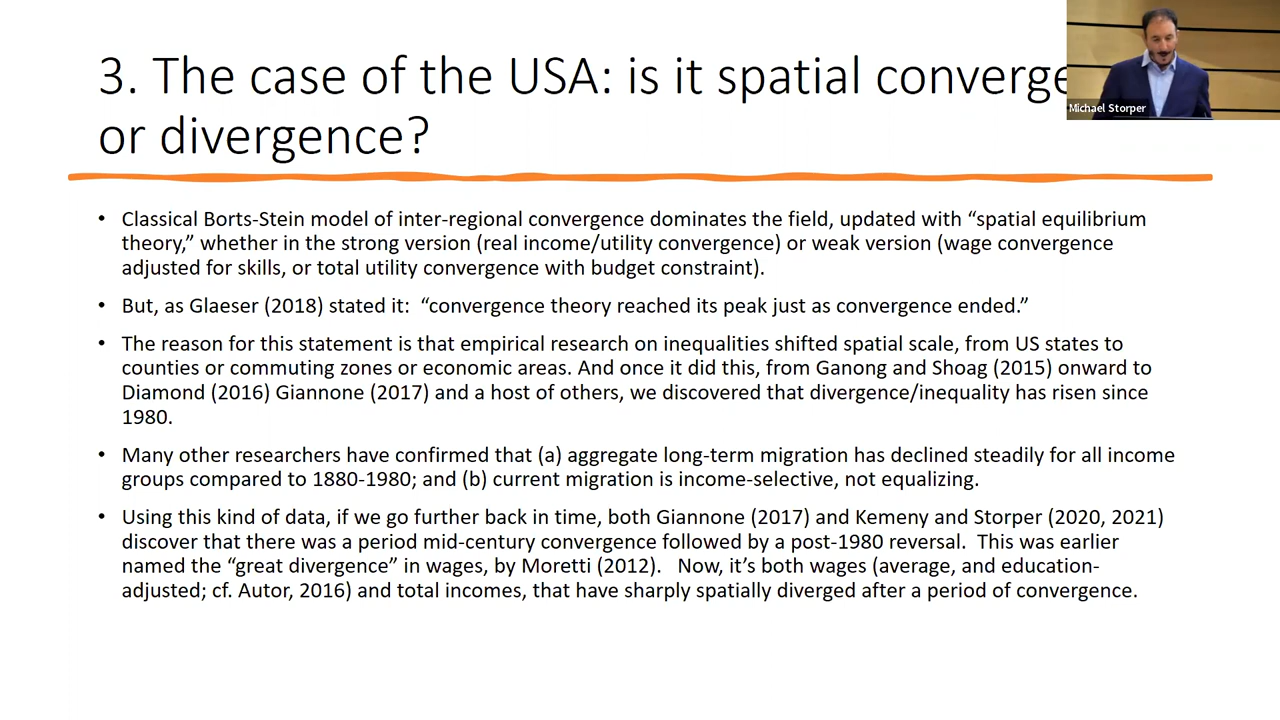 3. The case of the USA: is it spatial converge
or divergence?
Michael Storper
• Classical Borts-Stein model of inter-regional convergence dominates the field, updated with “spatial equilibrium
theory,” whether in the strong version (real income/utility convergence) or weak version (wage convergence
adjusted for skills, or total utility convergence with budget constraint).
• But, as Glaeser (2018) stated it:  “convergence theory reached its peak just as convergence ended.”
• The reason for this statement is that empirical research on inequalities shifted spatial scale, from US states to
counties or commuting zones or economic areas. And once it did this, from Ganong and Shoag (2015) onward to
Diamond (2016) Giannone (2017) and a host of others, we discovered that divergence/inequality has risen since
1980.
• Many other researchers have confirmed that (a) aggregate long-term migration has declined steadily for all income
groups compared to 1880-1980; and (b) current migration is income-selective, not equalizing.
• Using this kind of data, if we go further back in time, both Giannone (2017) and Kemeny and Storper (2020, 2021)
discover that there was a period mid-century convergence followed by a post-1980 reversal.  This was earlier
named the “great divergence” in wages, by Moretti (2012).   Now, it’s both wages (average, and education-
adjusted; cf. Autor, 2016) and total incomes, that have sharply spatially diverged after a period of convergence.